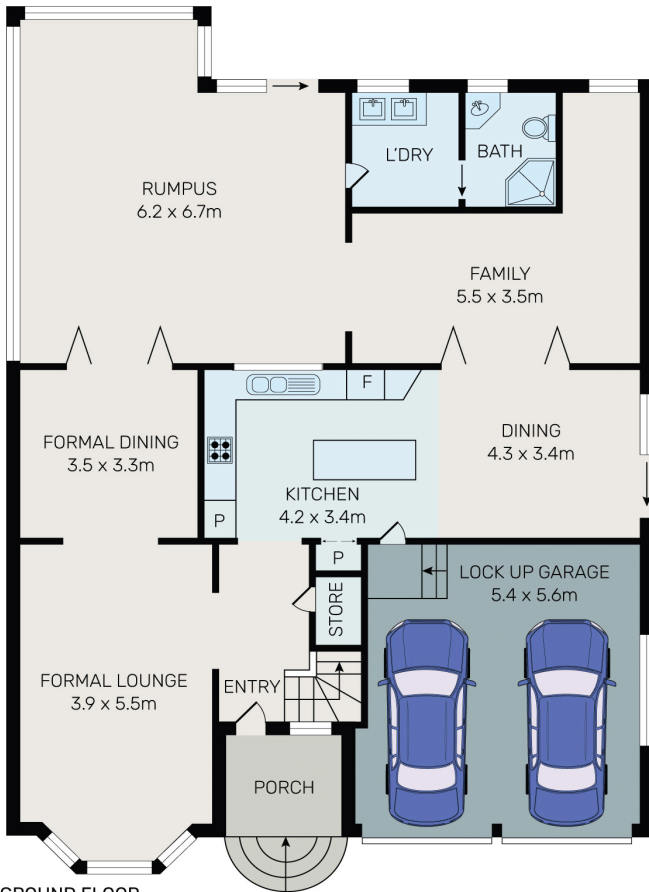 L'DRY
BATH
RUMPUS
6.2 x 6.7m
FAMILY
5.5 x 3.5m
F
FORMAL DINING
3.5 x 3.3m
DINING
4.3 x 3.4m
KITCHEN
4.2 x 3.4m
P
P
LOCK UP GARAGE
5.4 x 5.6m
STORE
FORMAL LOUNGE
3.9 x 5.5m
ENTRY
PORCH
GROUND FLOOR